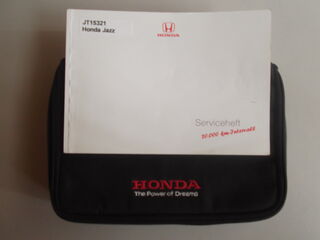 JT15321
Honda Jazz
HONDA
Serviceheft
20.000 km-Intervall
HONDA
The Power of Dreams